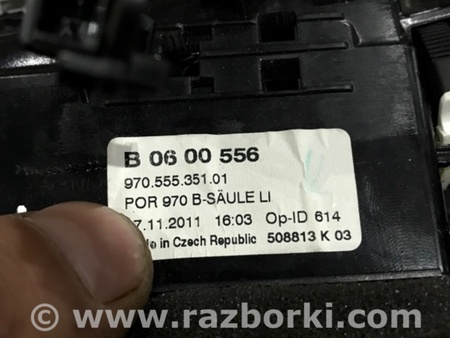 B 06 00 556
970.555.351.01
POR 970 B-SÄULE LI
7.11.2011 16:03 Op-ID 614
in Czech Republic 508813 K 03
© www.razborki.com